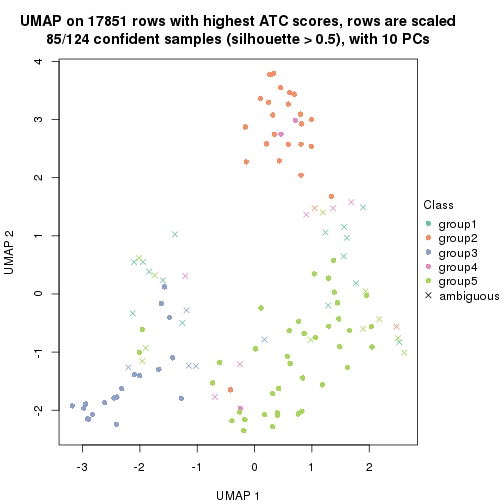 UMAP on 17851 rows with highest ATC scores, rows are scaled
85/124 confident samples (silhouette > 0.5), with 10 PCs
4
3
2
1
0
-1
-2
UMAP 2
-3
-2
-1
0
1
2
UMAP 1
Class
group1
group2
group3
group4
group5
ambiguous